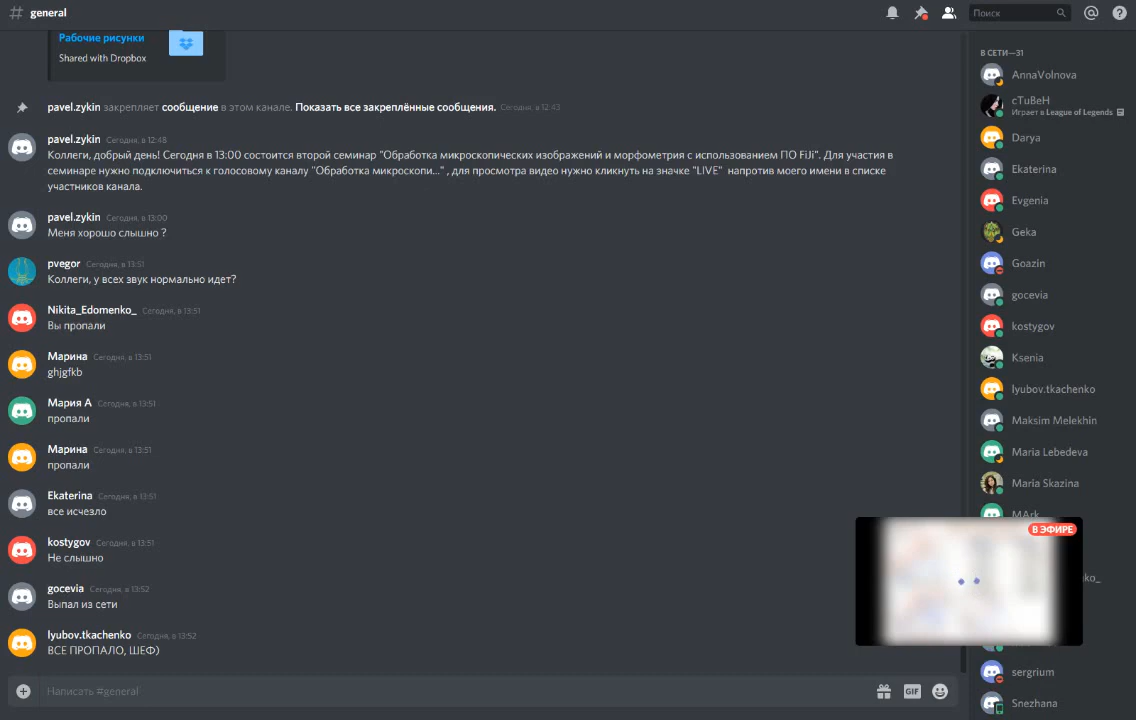 general
Поиск
Рабочие рисунки
Shared with Dropbox
pavel.zykin закрепляет сообщение в этом канале. Показать все закреплённые сообщения. Сегодня в 12:43
pavel.zykin Сегодня в 12:48
Коллеги, добрый день! Сегодня в 13:00 состоится второй семинар "Обработка микроскопических изображений и морфометрия с использованием ПО FiJi". Для участия в
семинаре нужно подключиться к голосовому каналу "Обработка микроскопи..." , для просмотра видео нужно кликнуть на значке "LIVE" напротив моего имени в списке
участников канала.
pavel.zykin Сегодня в 13:00
Меня хорошо слышно ?
pvegor Сегодня, в 13:51
Коллеги, у всех звук нормально идет?
Nikita_Edomenko_ Сегодня, в 13:51
Вы пропали
Марина Сегодня, в 13:51
ghjgfkb
Мария А Сегодня, в 13:51
пропали
Марина Сегодня, в 13:51
пропали
Ekaterina Сегодня, в 13:51
все исчезло
kostygov Сегодня, в 13:51
Не слышно
gocevia Сегодня, в 13:52
Выпал из сети
lyubov.tkachenko Сегодня, в 13:52
ВСЕ ПРОПАЛО, ШЕФ)
Написать #general
GIF
В СЕТИ—31
AnnaVolnova
cTuBeH
Играет в League of Legends
Darya
Ekaterina
Evgenia
Geka
Goazin
gocevia
kostygov
Ksenia
lyubov.tkachenko
Maksim Melekhin
Maria Lebedeva
Maria Skazina
MArk
В ЭФИРЕ
ko_
sergrium
Snezhana